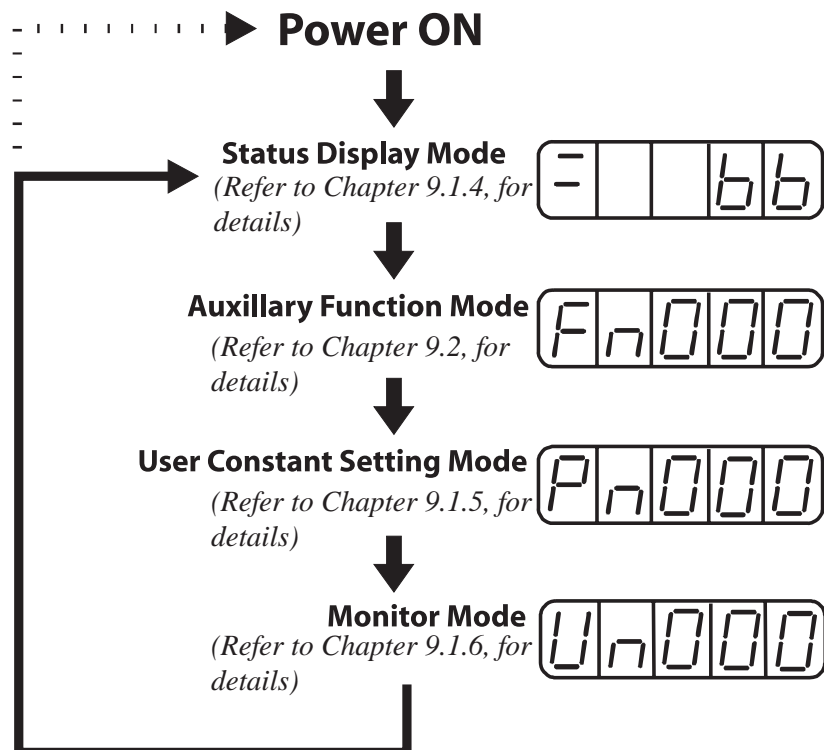 Power ON
Status Display Mode
(Refer to Chapter 9.1.4, for
details)
bb
Auxillary Function Mode
(Refer to Chapter 9.2, for
details)
Fn000
User Constant Setting Mode
(Refer to Chapter 9.1.5, for
details)
Pn000
Monitor Mode
(Refer to Chapter 9.1.6, for
details)
Un000